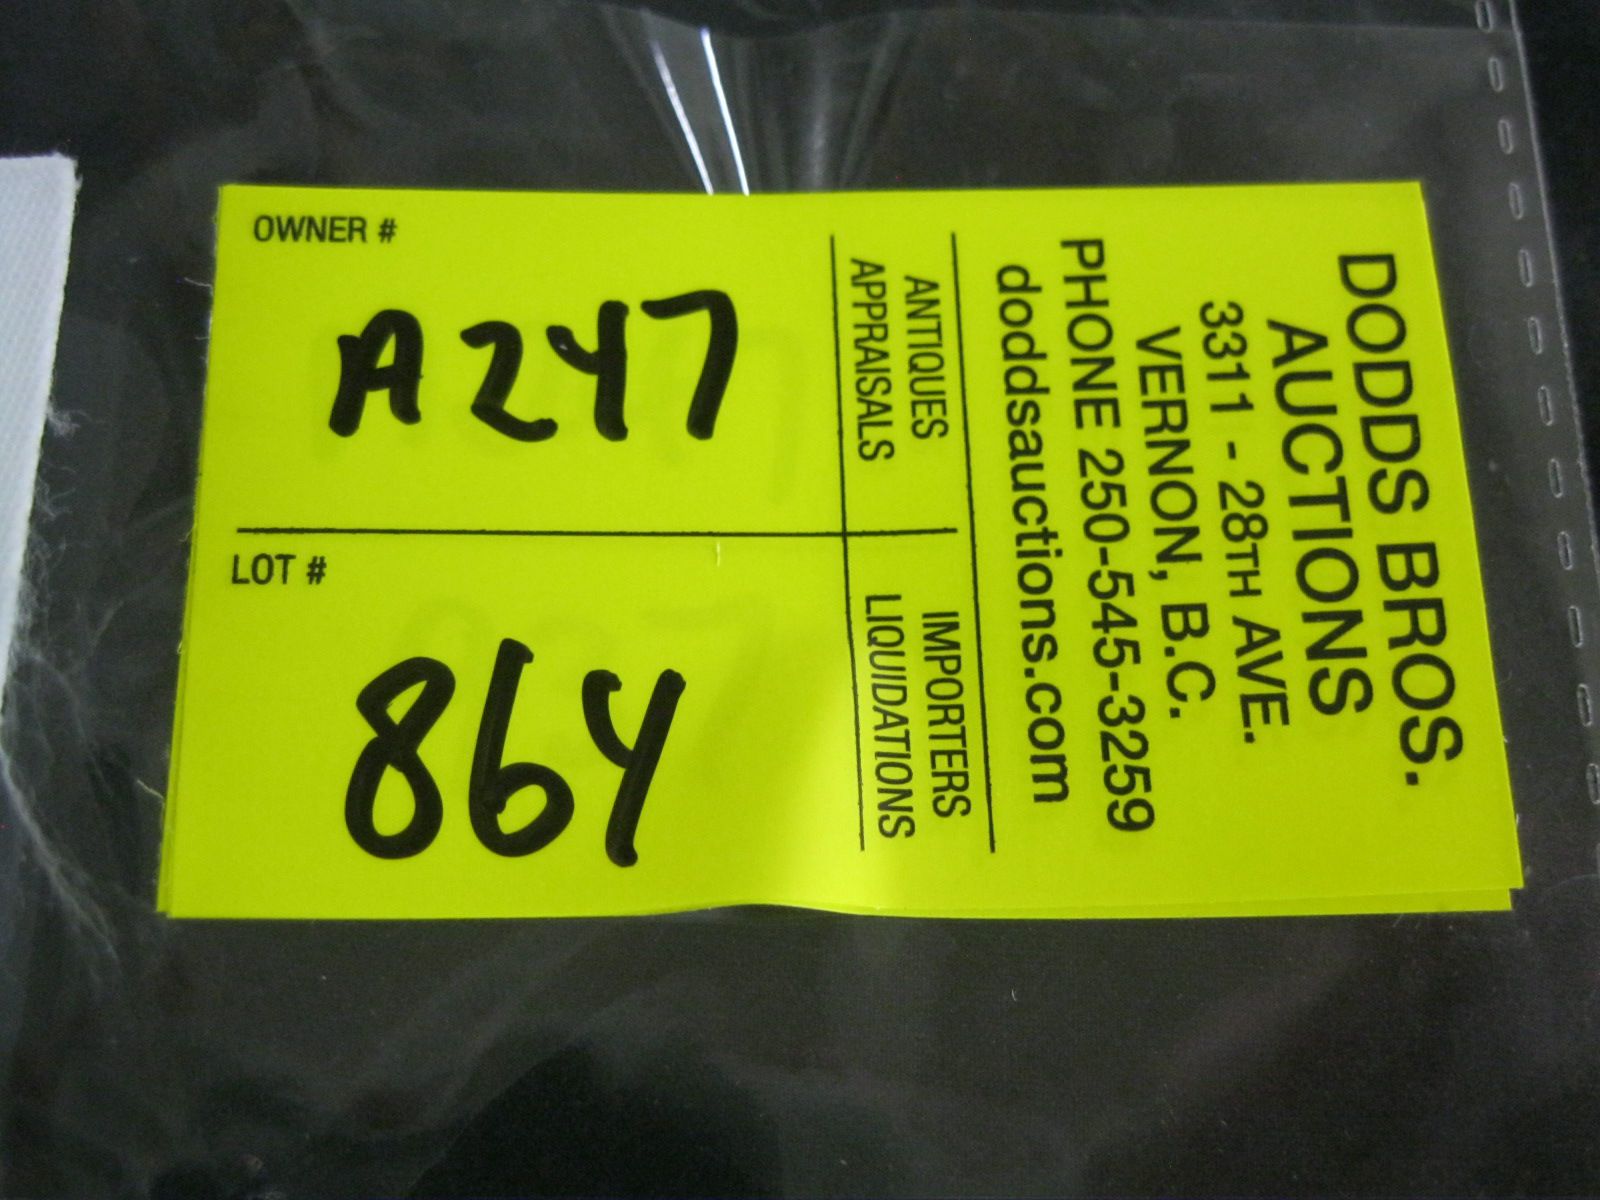 OWNER #
A247
LOT #
864
ANTIQUES
APPRAISALS
IMPORTERS
LIQUIDATIONS
DODDS BROS.
AUCTIONS
3311 - 28TH AVE.
VERNON, B.C.
PHONE 250-545-3259
doddsauctions.com